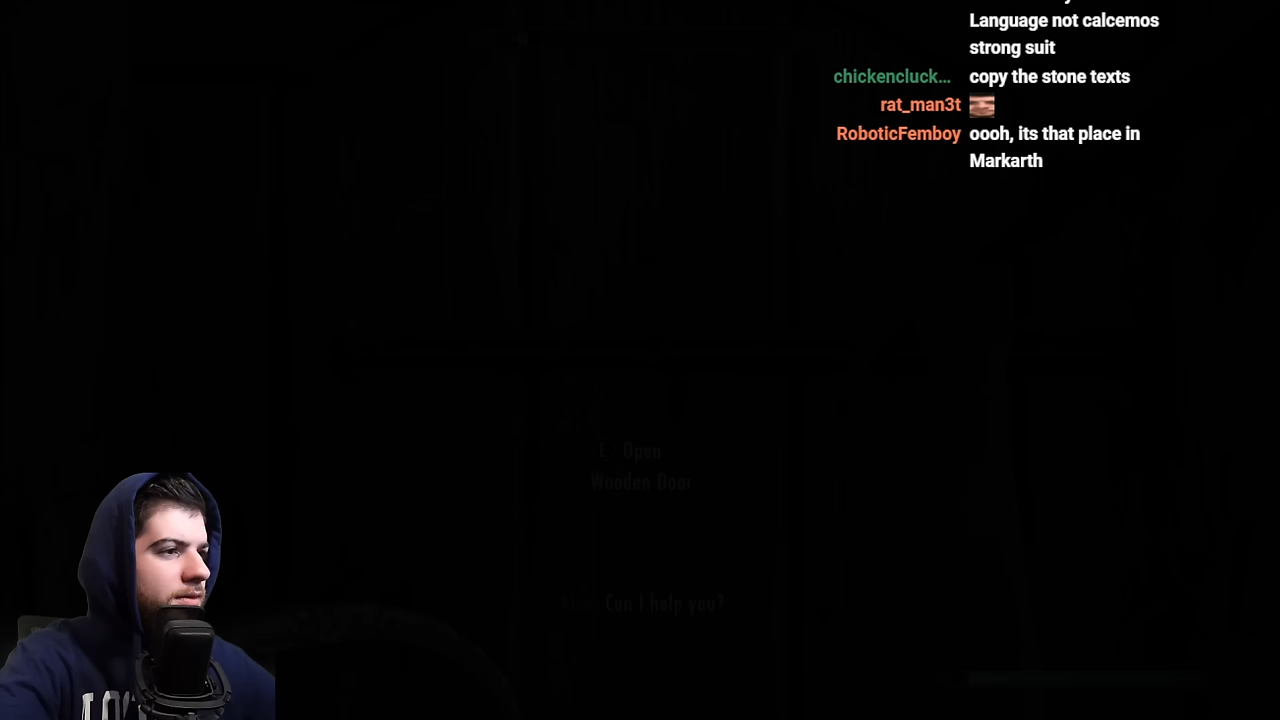 Language not calcemos
strong suit
chickencluck… copy the stone texts
rat_man3t
RoboticFemboy oooh, its that place in
Markarth
E Open
Wooden Door
Can I help you?